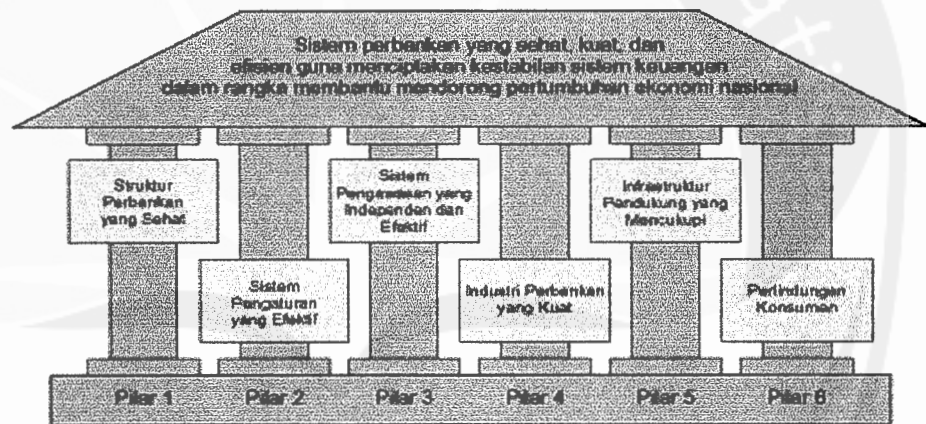 Sistem perbankan yang sehat, kuat, dan
efisien guna menciptakan kestabilan sistem keuangan
dalam rangka membantu mendorong pertumbuhan ekonomi nasional
Struktur
Perbankan
yang Sehat
Sistem
Pengaturan
yang Efektif
Sistem
Pengawasan yang
Independen dan
Efektif
Industri Perbankan
yang Kuat
Infrastruktur
Pendukung yang
Mencukupi
Perlindungan
Konsumen
Pilar 1
Pilar 2
Pilar 3
Pilar 4
Pilar 5
Pilar 6